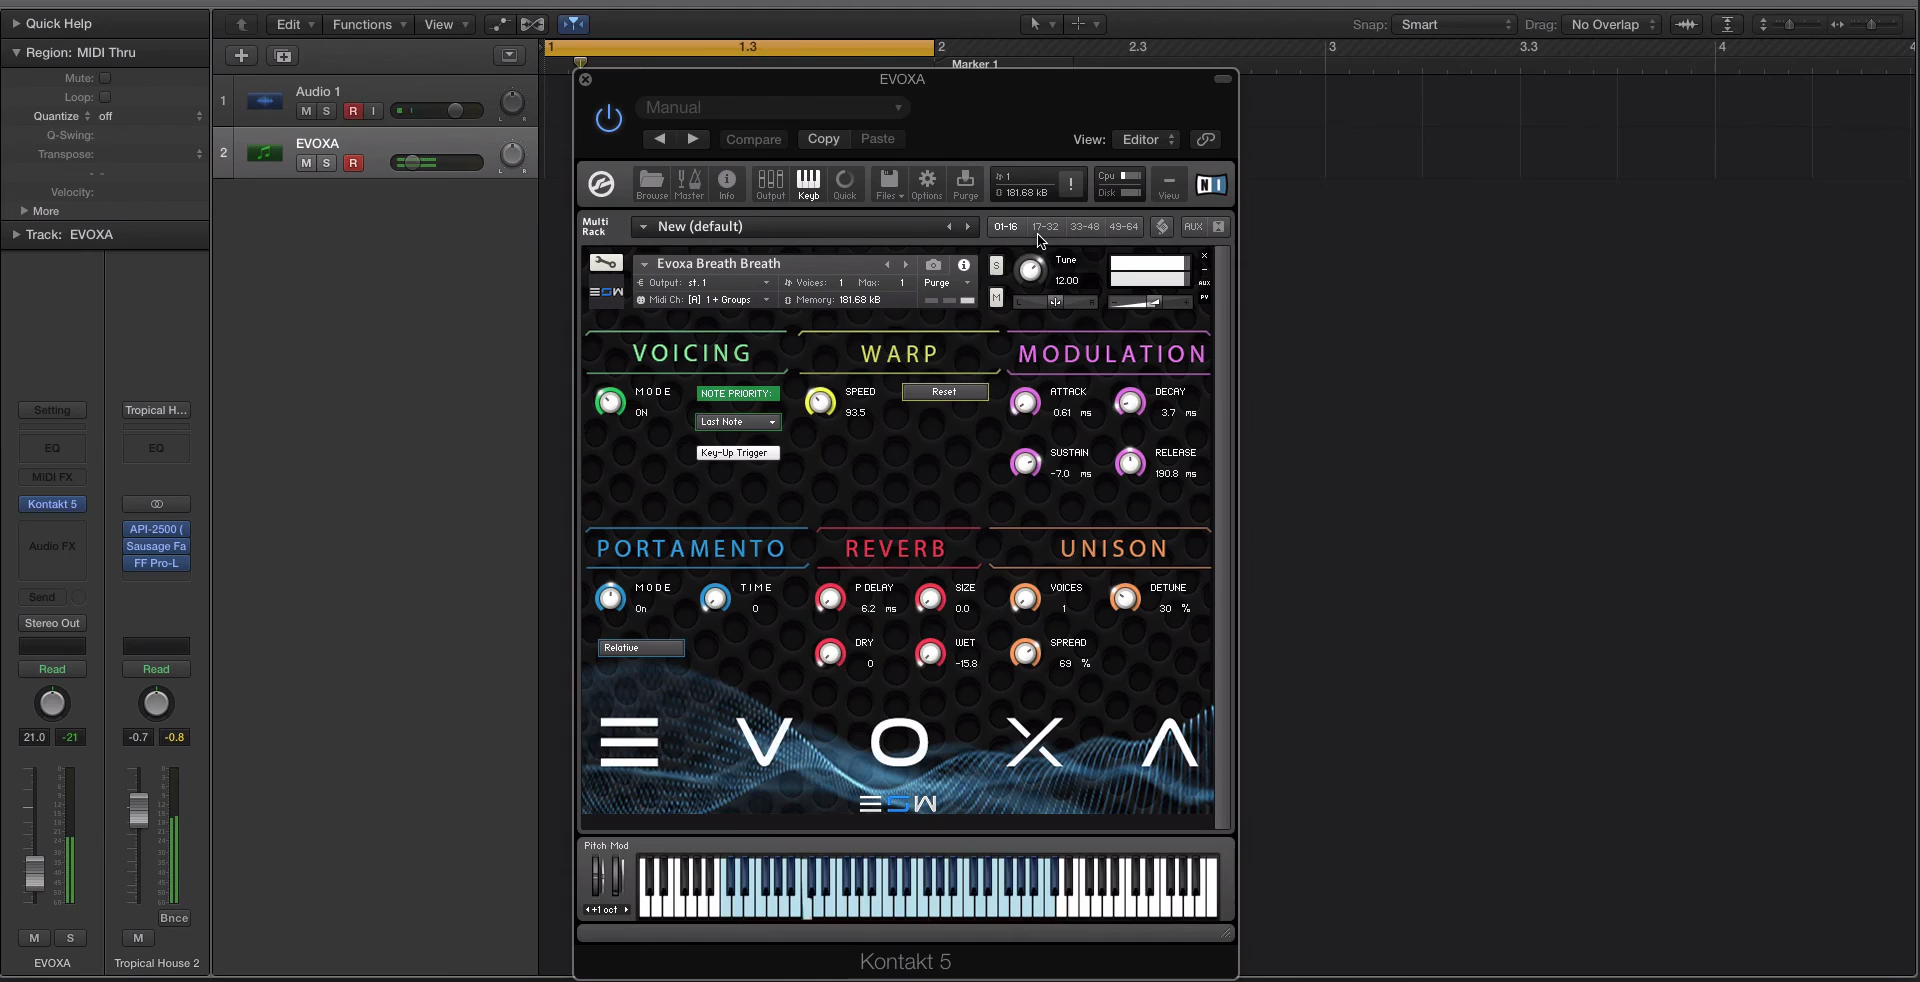 Quick Help
Edit Functions View
Snap: Smart Drag: No Overlap
Region: MIDI Thru
Mute:
Loop:
Quantize off
Q-Swing:
Transpose:
- -
Velocity:
More
Track: EVOXA
1 1.3 2 2.3 3 3.3 4
Marker 1
1 Audio 1
M S R I
L R
2 EVOXA
M S R
L R
EVOXA
Manual
Compare Copy Paste
View: Editor
Browse Master Info Output Keyb Quick Files Options Purge
1
181.68 kB
!
Cpu
Disk
View
NI
Multi Rack
New (default)
01-16 17-32 33-48 49-64 AUX
Evoxa Breath Breath
Output: st. 1 Voices: 1 Max: 1 Purge
Midi Ch: [A] 1 + Groups Memory: 181.68 kB
S
M
Tune
12.00
L R
AUX
PV
ESW
VOICING
MODE
ON
NOTE PRIORITY:
Last Note
Key-Up Trigger
WARP
SPEED
93.5
Reset
MODULATION
ATTACK
0.61 ms
DECAY
3.7 ms
SUSTAIN
-7.0 ms
RELEASE
190.8 ms
PORTAMENTO
MODE
On
TIME
0
Relative
REVERB
P DELAY
6.2 ms
SIZE
0.0
DRY
0
WET
-15.8
UNISON
VOICES
1
DETUNE
30 %
SPREAD
69 %
EVOXA
ESW
Pitch Mod
+1 oct
Kontakt 5
Setting Tropical H...
EQ EQ
MIDI FX
Kontakt 5
API-2500 (
Audio FX Sausage Fa
FF Pro-L
Send
Stereo Out
Read Read
21.0 -21 -0.7 -0.8
Bnce
M S M
EVOXA Tropical House 2